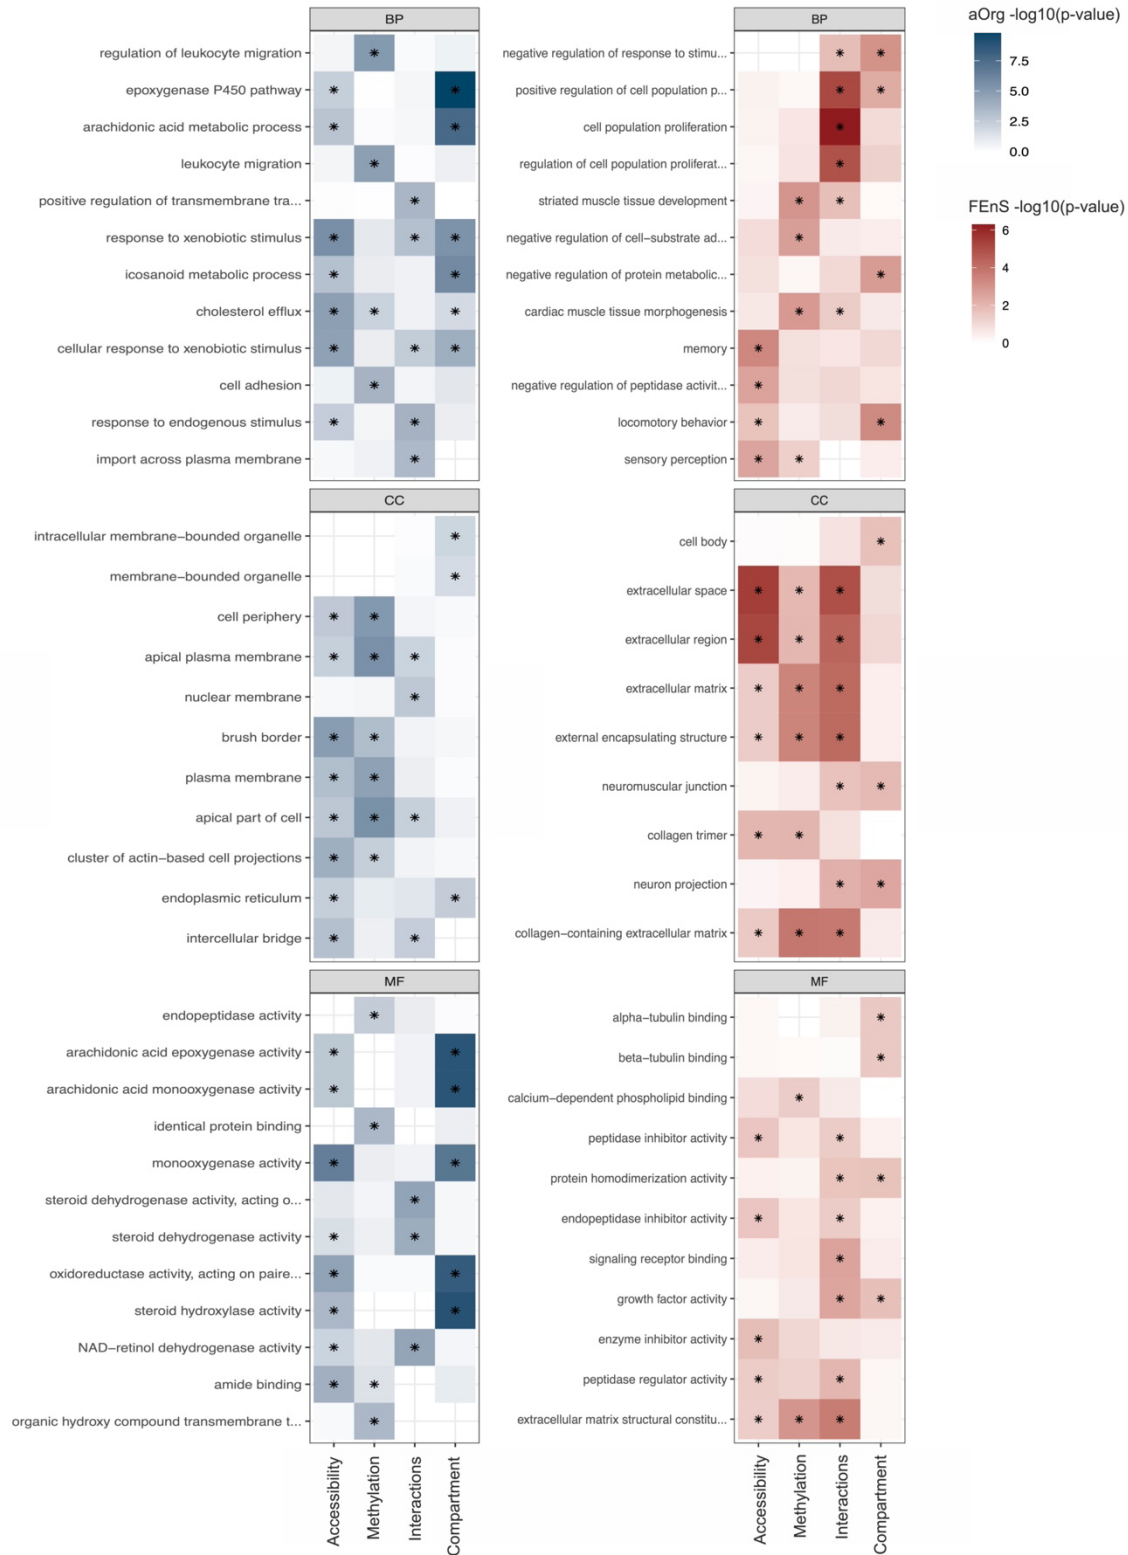 BP
regulation of leukocyte migration
epoxygenase P450 pathway
arachidonic acid metabolic process
leukocyte migration
positive regulation of transmembrane tra...
response to xenobiotic stimulus
icosanoid metabolic process
cholesterol efflux
cellular response to xenobiotic stimulus
cell adhesion
response to endogenous stimulus
import across plasma membrane
CC
intracellular membrane-bounded organelle
membrane-bounded organelle
cell periphery
apical plasma membrane
nuclear membrane
brush border
plasma membrane
apical part of cell
cluster of actin-based cell projections
endoplasmic reticulum
intercellular bridge
MF
endopeptidase activity
arachidonic acid epoxygenase activity
arachidonic acid monooxygenase activity
identical protein binding
monooxygenase activity
steroid dehydrogenase activity, acting o...
steroid dehydrogenase activity
oxidoreductase activity, acting on paire...
steroid hydroxylase activity
NAD-retinol dehydrogenase activity
amide binding
organic hydroxy compound transmembrane t...
Accessibility
Methylation
Interactions
Compartment
BP
negative regulation of response to stimu...
positive regulation of cell population p...
cell population proliferation
regulation of cell population proliferat...
striated muscle tissue development
negative regulation of cell-substrate ad...
negative regulation of protein metabolic...
cardiac muscle tissue morphogenesis
memory
negative regulation of peptidase activit...
locomotory behavior
sensory perception
CC
cell body
extracellular space
extracellular region
extracellular matrix
external encapsulating structure
neuromuscular junction
collagen trimer
neuron projection
collagen-containing extracellular matrix
MF
alpha-tubulin binding
beta-tubulin binding
calcium-dependent phospholipid binding
peptidase inhibitor activity
protein homodimerization activity
endopeptidase inhibitor activity
signaling receptor binding
growth factor activity
enzyme inhibitor activity
peptidase regulator activity
extracellular matrix structural constitu...
Accessibility
Methylation
Interactions
Compartment
aOrg -log10(p-value)
7.5
5.0
2.5
0.0
FEnS -log10(p-value)
6
4
2
0